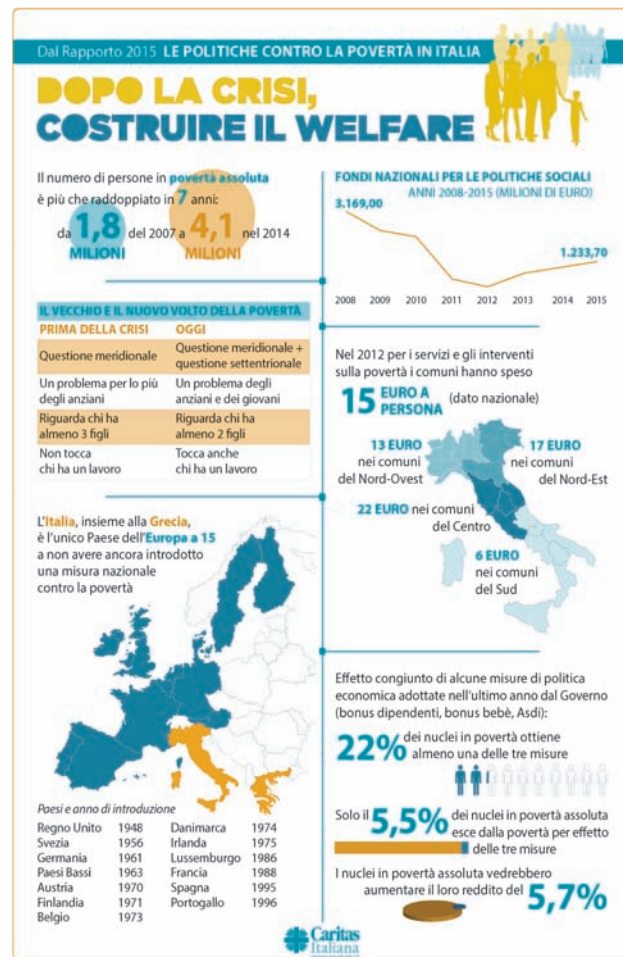 Dal Rapporto 2015 LE POLITICHE CONTRO LA POVERTÀ IN ITALIA
DOPO LA CRISI,
COSTRUIRE IL WELFARE
Il numero di persone in povertà assoluta
è più che raddoppiato in 7 anni:
da 1,8 del 2007 a 4,1 nel 2014
MILIONI MILIONI
FONDI NAZIONALI PER LE POLITICHE SOCIALI
ANNI 2008-2015 (MILIONI DI EURO)
3.169,00
1.233,70
2008 2009 2010 2011 2012 2013 2014 2015
IL VECCHIO E IL NUOVO VOLTO DELLA POVERTÀ
PRIMA DELLA CRISI OGGI
Questione meridionale
Questione meridionale +
questione settentrionale
Un problema per lo più
degli anziani
Un problema degli
anziani e dei giovani
Riguarda chi ha
almeno 3 figli
Riguarda chi ha
almeno 2 figli
Non tocca
chi ha un lavoro
Tocca anche
chi ha un lavoro
Nel 2012 per i servizi e gli interventi
sulla povertà i comuni hanno speso
15 EURO A
PERSONA (dato nazionale)
13 EURO
nei comuni
del Nord-Ovest
17 EURO
nei comuni
del Nord-Est
22 EURO nei comuni
del Centro
6 EURO
nei comuni
del Sud
L'Italia, insieme alla Grecia,
è l'unico Paese dell'Europa a 15
a non avere ancora introdotto
una misura nazionale
contro la povertà
Paesi e anno di introduzione
Regno Unito 1948
Svezia 1956
Germania 1961
Paesi Bassi 1963
Austria 1970
Finlandia 1971
Belgio 1973
Danimarca 1974
Irlanda 1975
Lussemburgo 1986
Francia 1988
Spagna 1995
Portogallo 1996
Effetto congiunto di alcune misure di politica
economica adottate nell'ultimo anno dal Governo
(bonus dipendenti, bonus bebè, Asdi):
22% dei nuclei in povertà ottiene
almeno una delle tre misure
Solo il 5,5% dei nuclei in povertà assoluta
esce dalla povertà per effetto
delle tre misure
I nuclei in povertà assoluta vedrebbero
aumentare il loro reddito del 5,7%
Caritas
Italiana